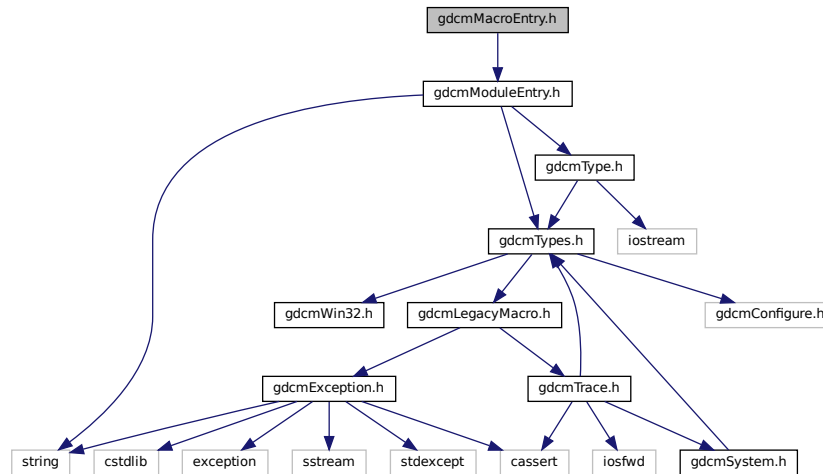 gdcmMacroEntry.h
gdcmModuleEntry.h
gdcmType.h
gdcmTypes.h
iostream
gdcmWin32.h
gdcmLegacyMacro.h
gdcmConfigure.h
gdcmException.h
gdcmTrace.h
string
cstdlib
exception
sstream
stdexcept
cassert
iosfwd
gdcmSystem.h